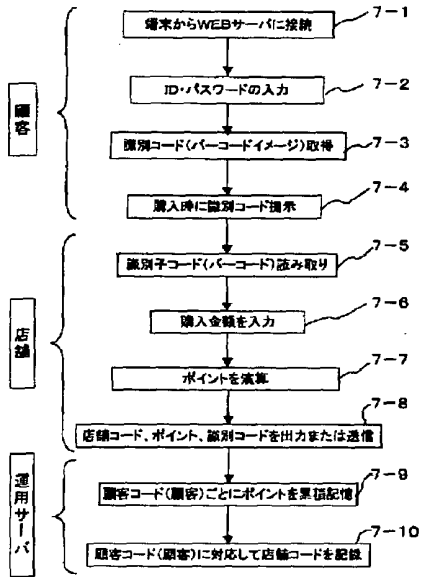 端末からWEBサーバに接続
7-1
ID・パスワードの入力
7-2
識別コード(バーコードイメージ)取得
7-3
購入時に識別コード提示
7-4
顧客
識別子コード(バーコード)読み取り
7-5
購入金額を入力
7-6
ポイントを演算
7-7
店舗コード、ポイント、識別コードを出力または送信
7-8
店舗
顧客コード(顧客)ごとにポイントを累積記憶
7-9
顧客コード(顧客)に対応して店舗コードを記録
7-10
運用サーバ